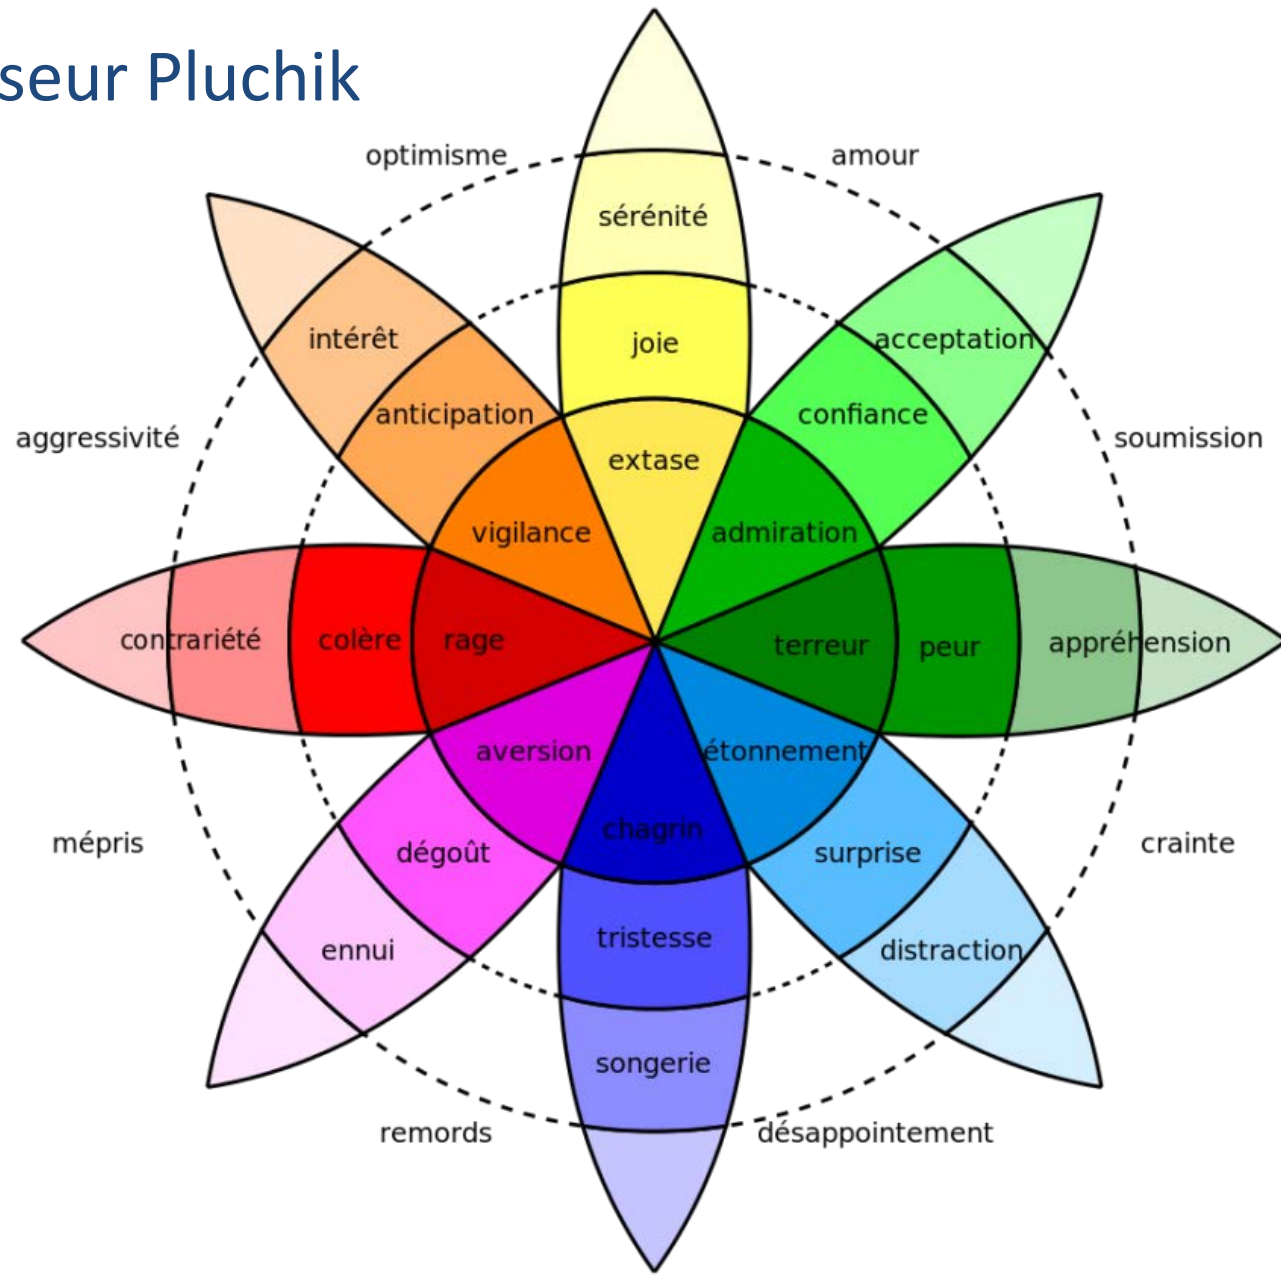 seur Pluchik
optimisme
amour
sérénité
intérêt
joie
acceptation
anticipation
confiance
aggressivité
soumission
extase
vigilance
admiration
contrariété
colère
rage
terreur
peur
appréhension
aversion
étonnement
chagrin
mépris
crainte
dégoût
surprise
tristesse
ennui
distraction
songerie
remords
désappointement